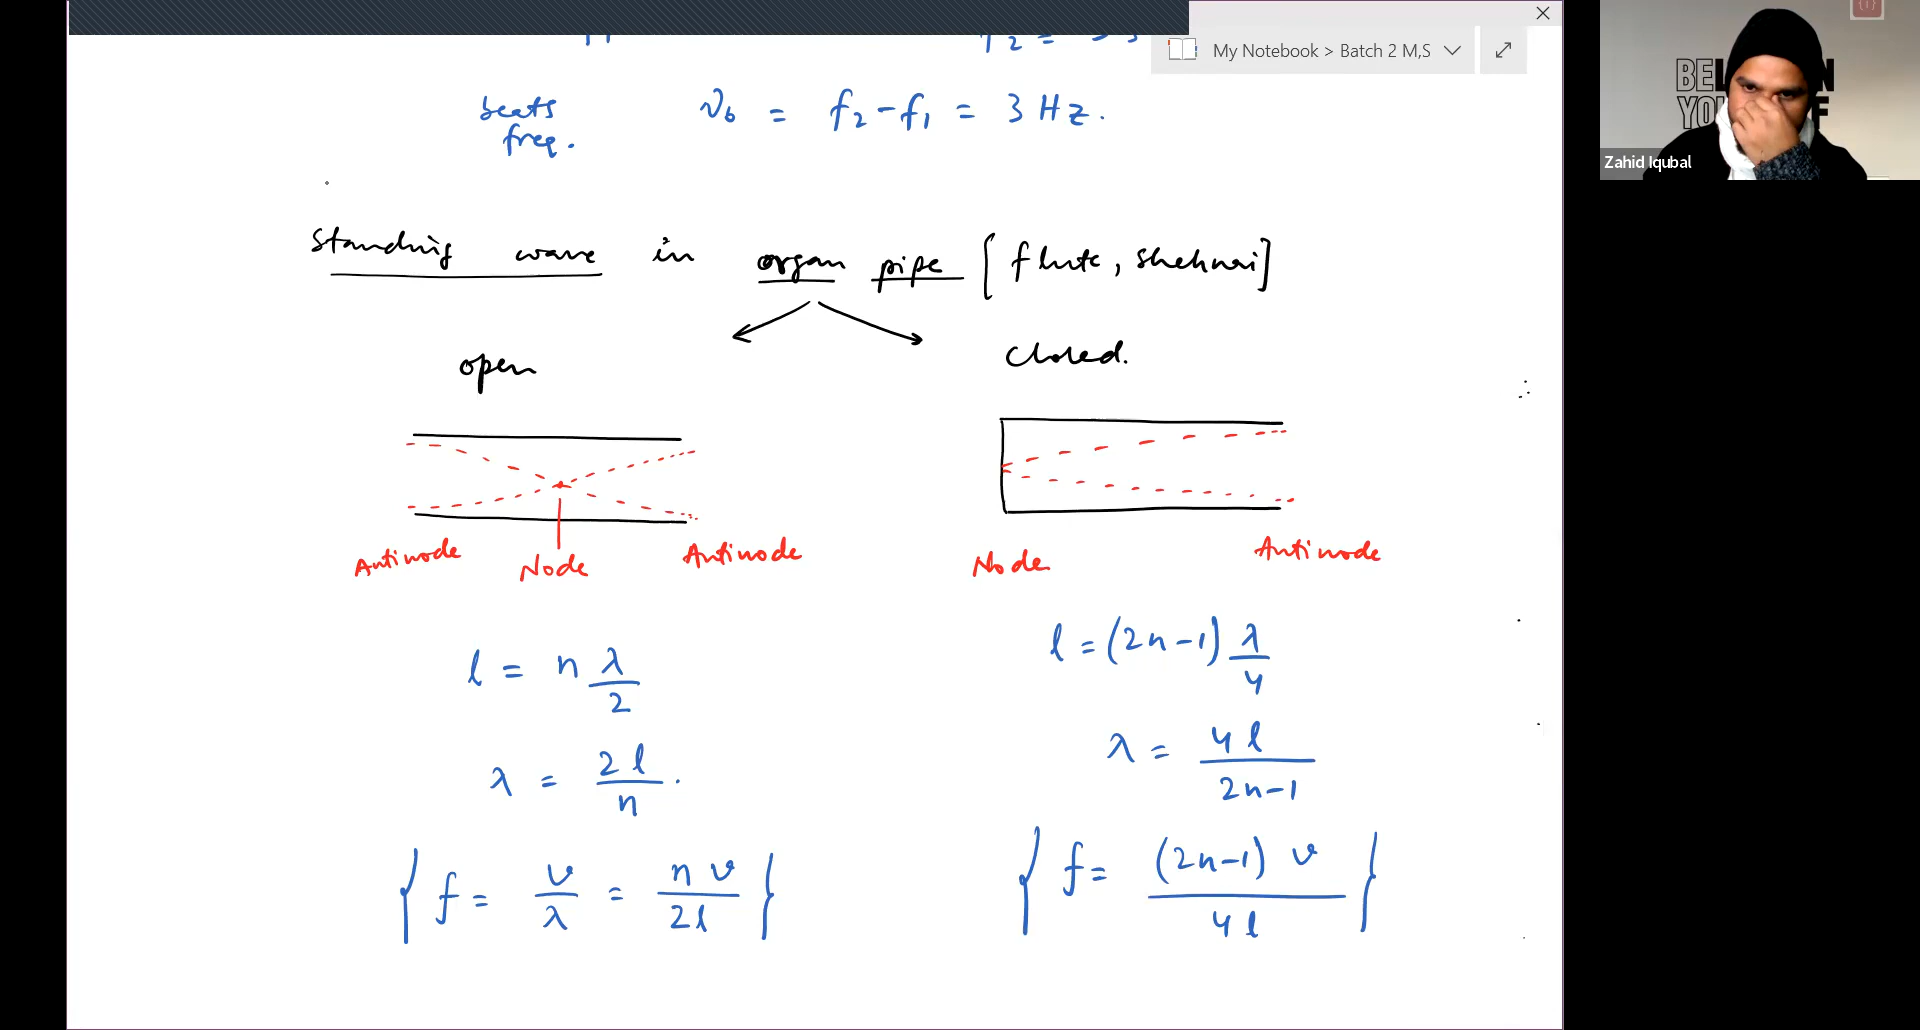 My Notebook > Batch 2 M,S
beats freq. ν_b = f₂ - f₁ = 3 Hz.
Standing wave in organ pipe [flute, shehnai]
open
closed.
Antinode Node Antinode
Node Antinode
l = n λ/2
λ = 2l/n .
{ f = v/λ = nv/2l }
l = (2n-1) λ/4
λ = 4l/2n-1
{ f = (2n-1) v/4l }
Zahid Iqubal